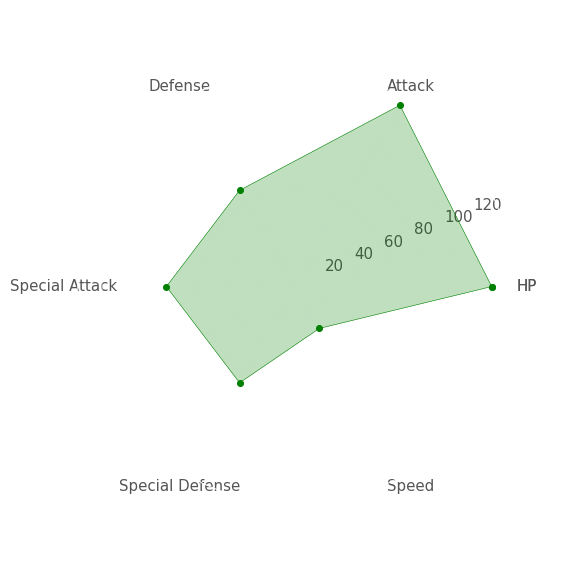 Defense
Attack
120
100
80
60
40
20
Special Attack
HP
Special Defense
Speed